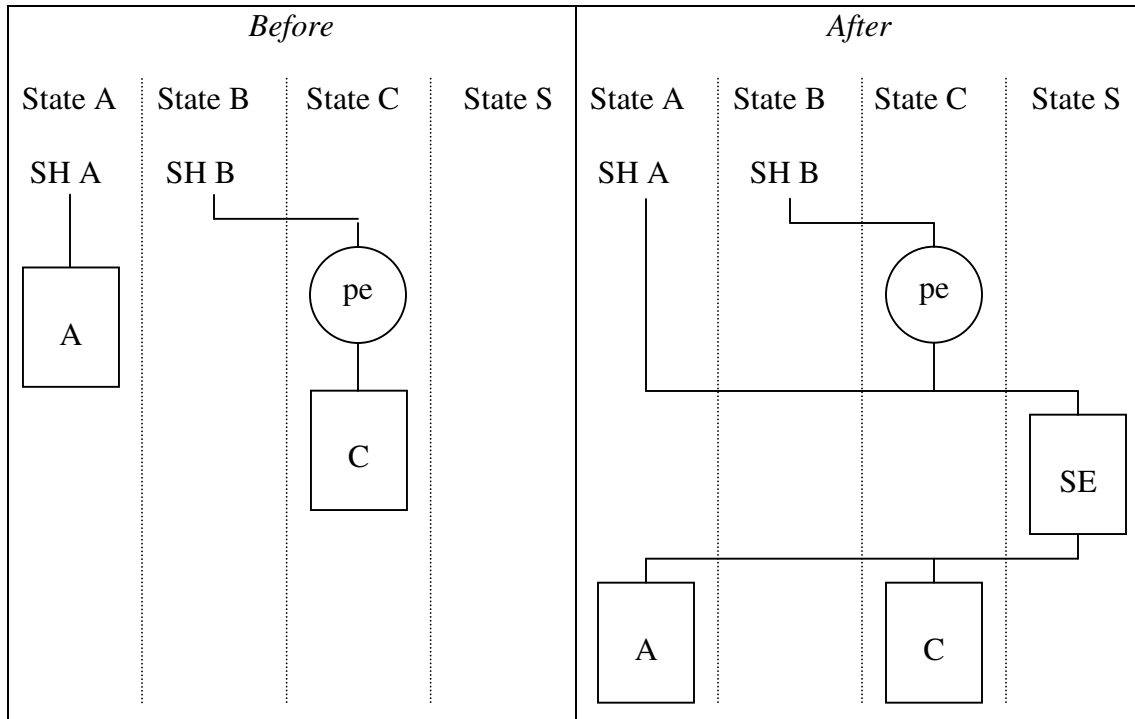 Before
State A State B State C State S
SH A SH B
pe
A
C
After
State A State B State C State S
SH A SH B
pe
SE
A C